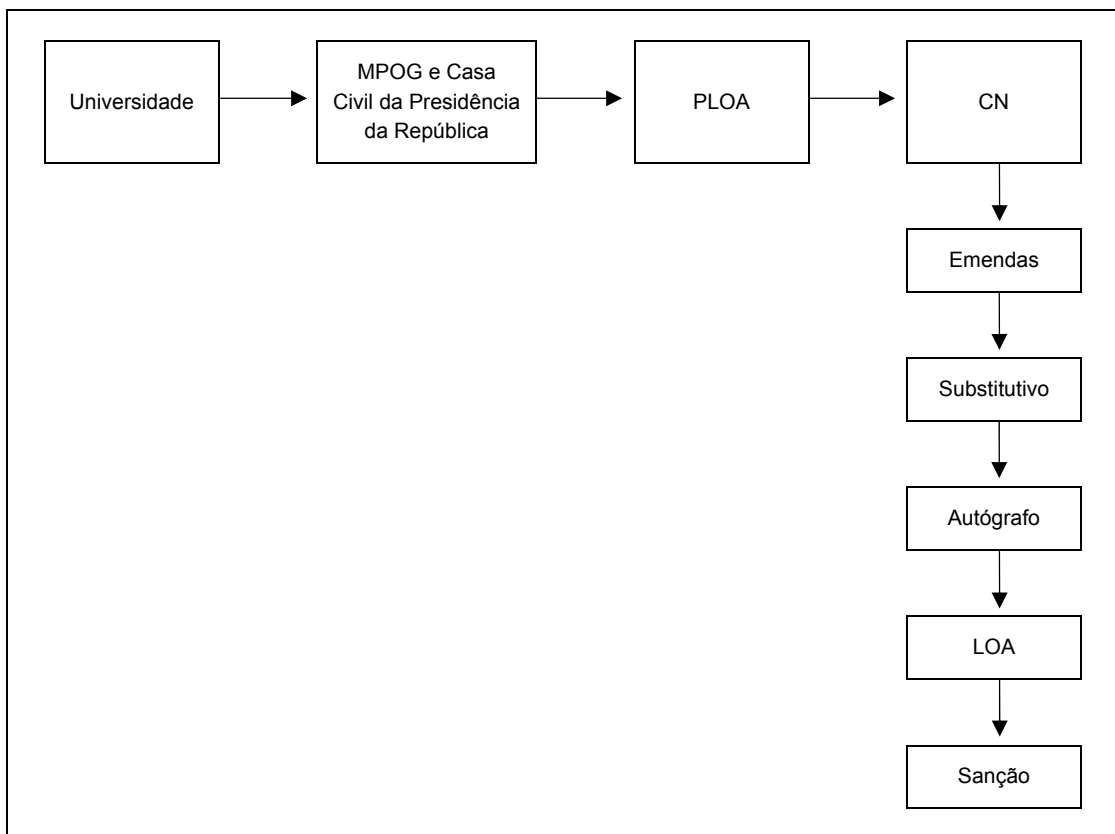 Universidade
MPOG e Casa
Civil da Presidência
da República
PLOA
CN
Emendas
Substitutivo
Autógrafo
LOA
Sanção